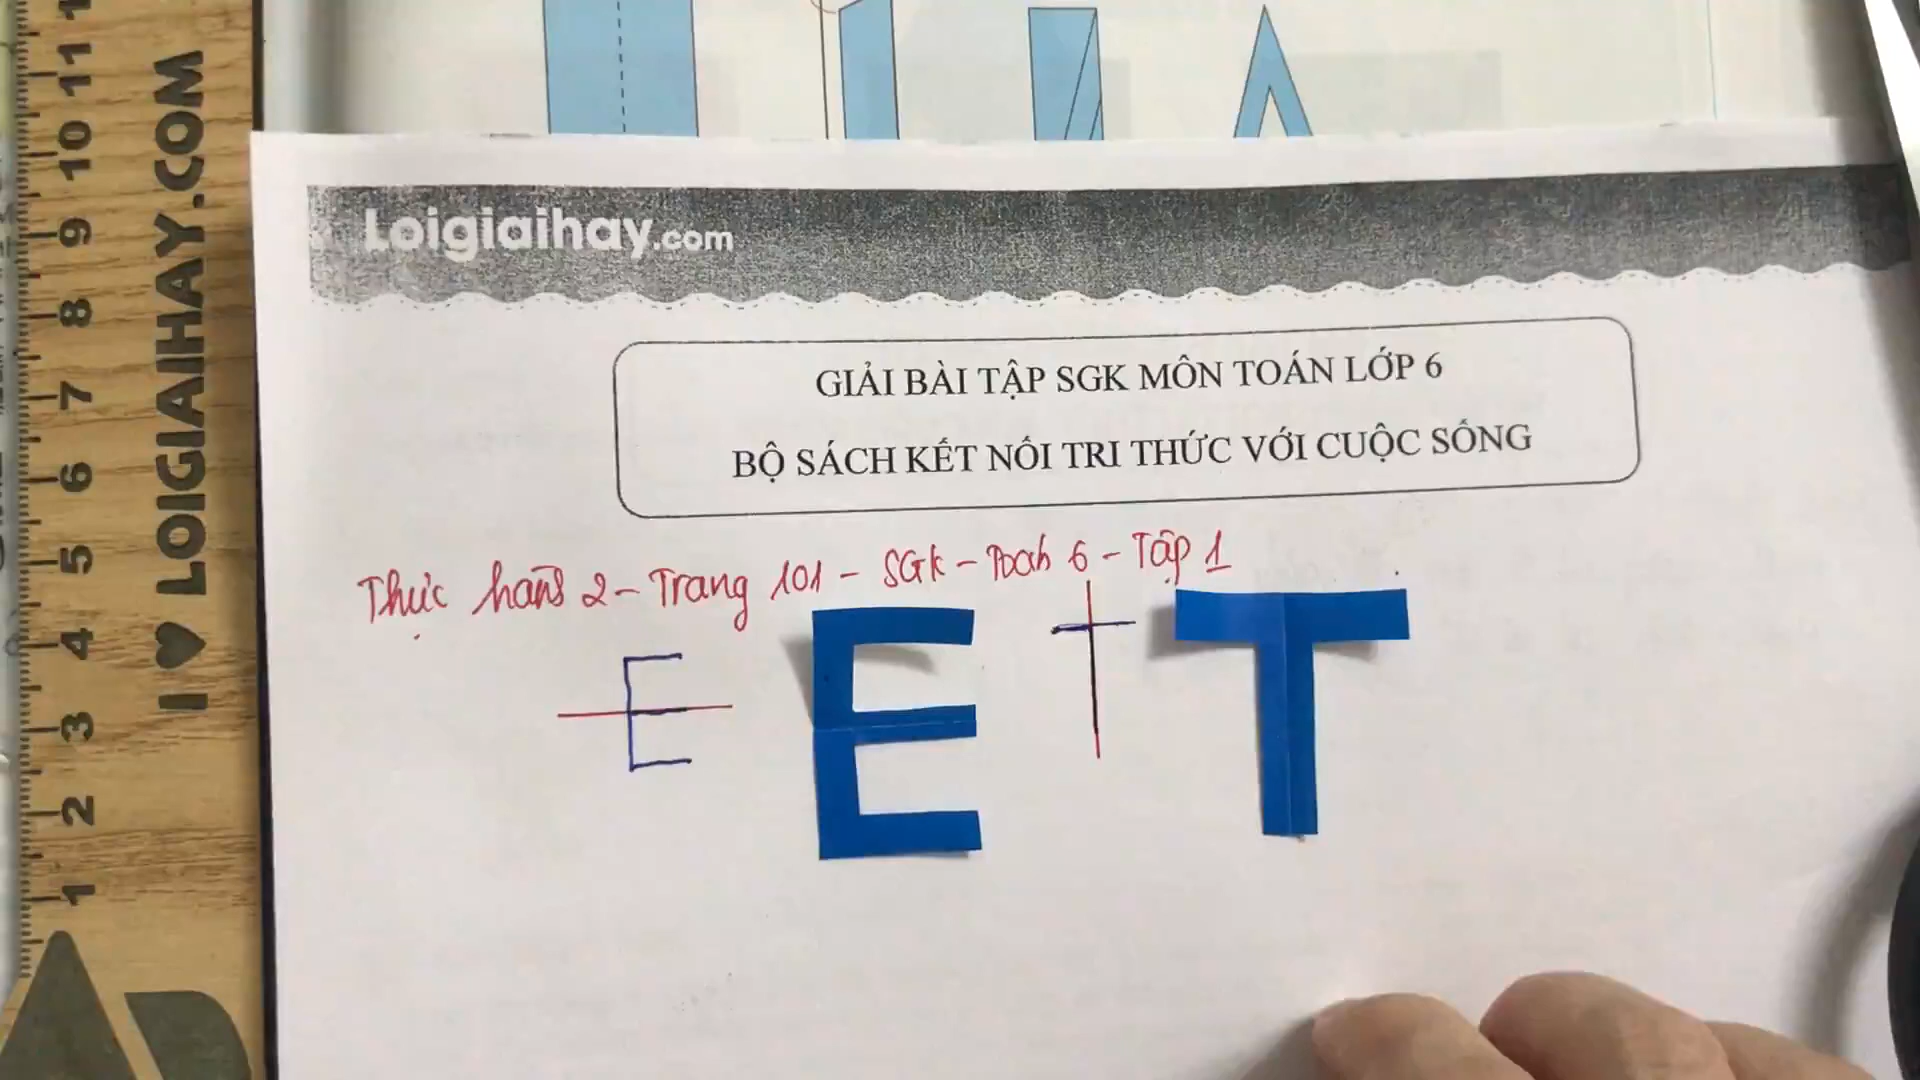 Loigiaihay.com
GIẢI BÀI TẬP SGK MÔN TOÁN LỚP 6
BỘ SÁCH KẾT NỐI TRI THỨC VỚI CUỘC SỐNG
Thực hành 2 - Trang 101 - SGK - Toán 6 - Tập 1
E E T T
I ♥ LOIGIAIHAY.COM
11
10
9
8
7
6
5
4
3
2
1